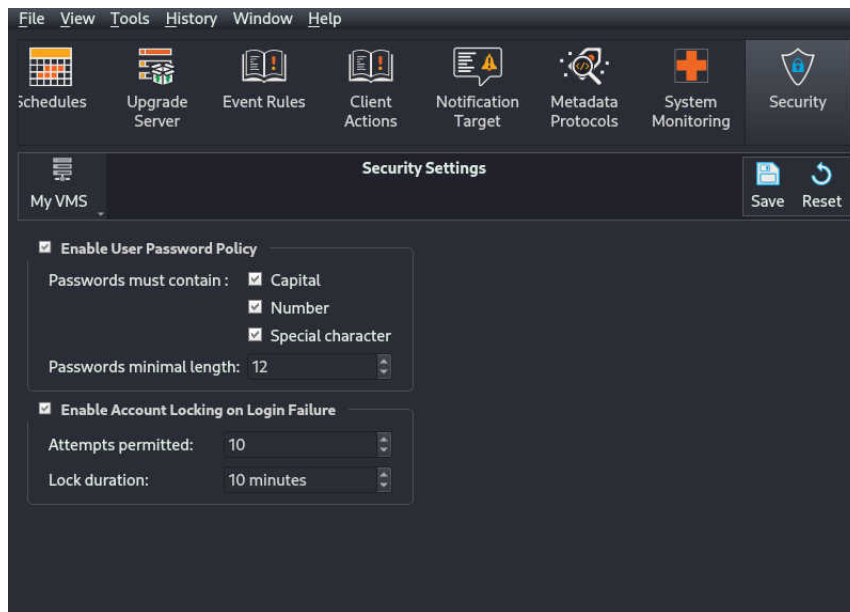 File View Tools History Window Help
Schedules Upgrade Server Event Rules Client Actions Notification Target Metadata Protocols System Monitoring Security
My VMS Security Settings Save Reset
Enable User Password Policy
Passwords must contain : Capital
Number
Special character
Passwords minimal length: 12
Enable Account Locking on Login Failure
Attempts permitted: 10
Lock duration: 10 minutes